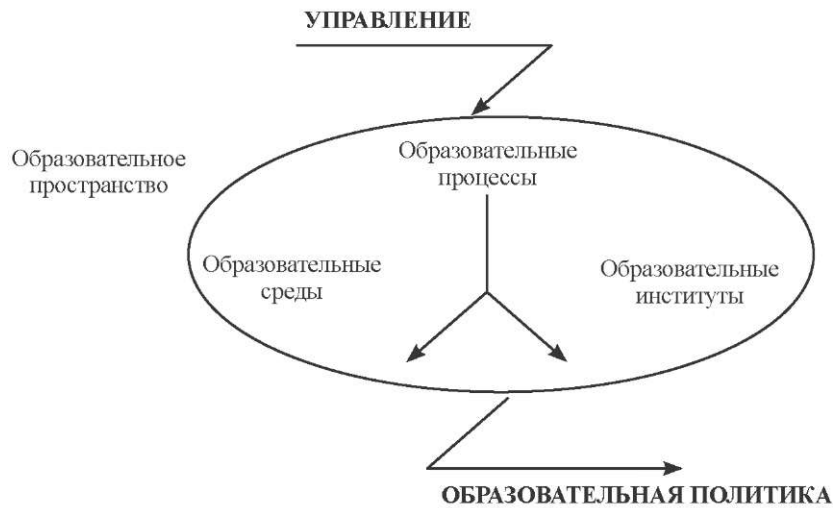 УПРАВЛЕНИЕ
Образовательное
пространство
Образовательные
процессы
Образовательные
среды
Образовательные
институты
ОБРАЗОВАТЕЛЬНАЯ ПОЛИТИКА